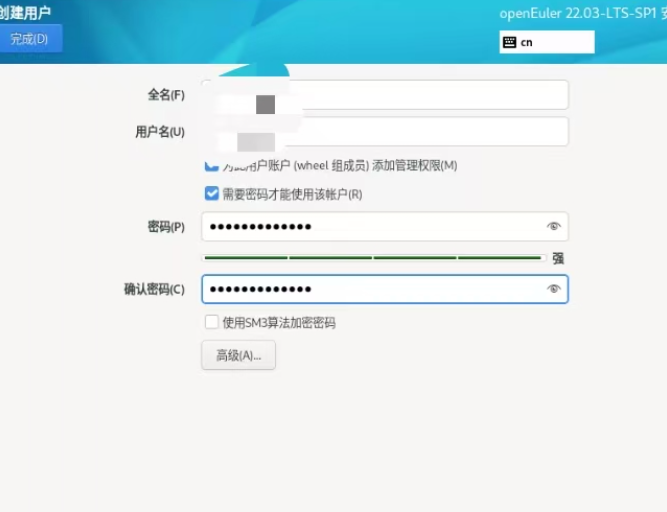 创建用户
openEuler 22.03-LTS-SP1
完成(D)
cn
全名(F)
用户名(U)
为此用户账户 (wheel 组成员) 添加管理权限(M)
需要密码才能使用该帐户(R)
密码(P)
●●●●●●●●●●●●●
强
确认密码(C)
●●●●●●●●●●●●●
使用SM3算法加密密码
高级(A)...